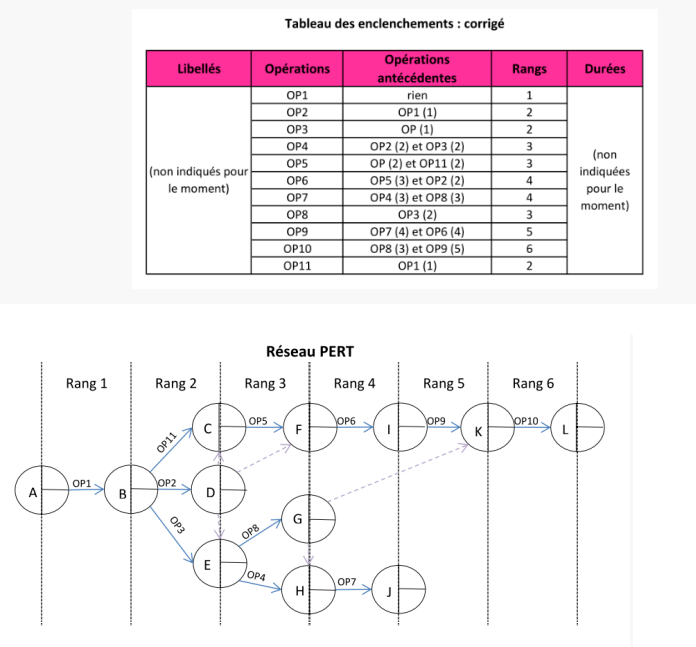 Tableau des enclenchements : corrigé
Libellés Opérations Opérations antécédentes Rangs Durées
(non indiqués pour le moment)
(non indiquées pour le moment)
OP1 rien 1
OP2 OP1 (1) 2
OP3 OP (1) 2
OP4 OP2 (2) et OP3 (2) 3
OP5 OP (2) et OP11 (2) 3
OP6 OP5 (3) et OP2 (2) 4
OP7 OP4 (3) et OP8 (3) 4
OP8 OP3 (2) 3
OP9 OP7 (4) et OP6 (4) 5
OP10 OP8 (3) et OP9 (5) 6
OP11 OP1 (1) 2
Réseau PERT
Rang 1 Rang 2 Rang 3 Rang 4 Rang 5 Rang 6
C OP5 F OP6 I OP9 K OP10 L
OP11
A OP1 B OP2 D
OP3 OP8 G
E OP4 H OP7 J